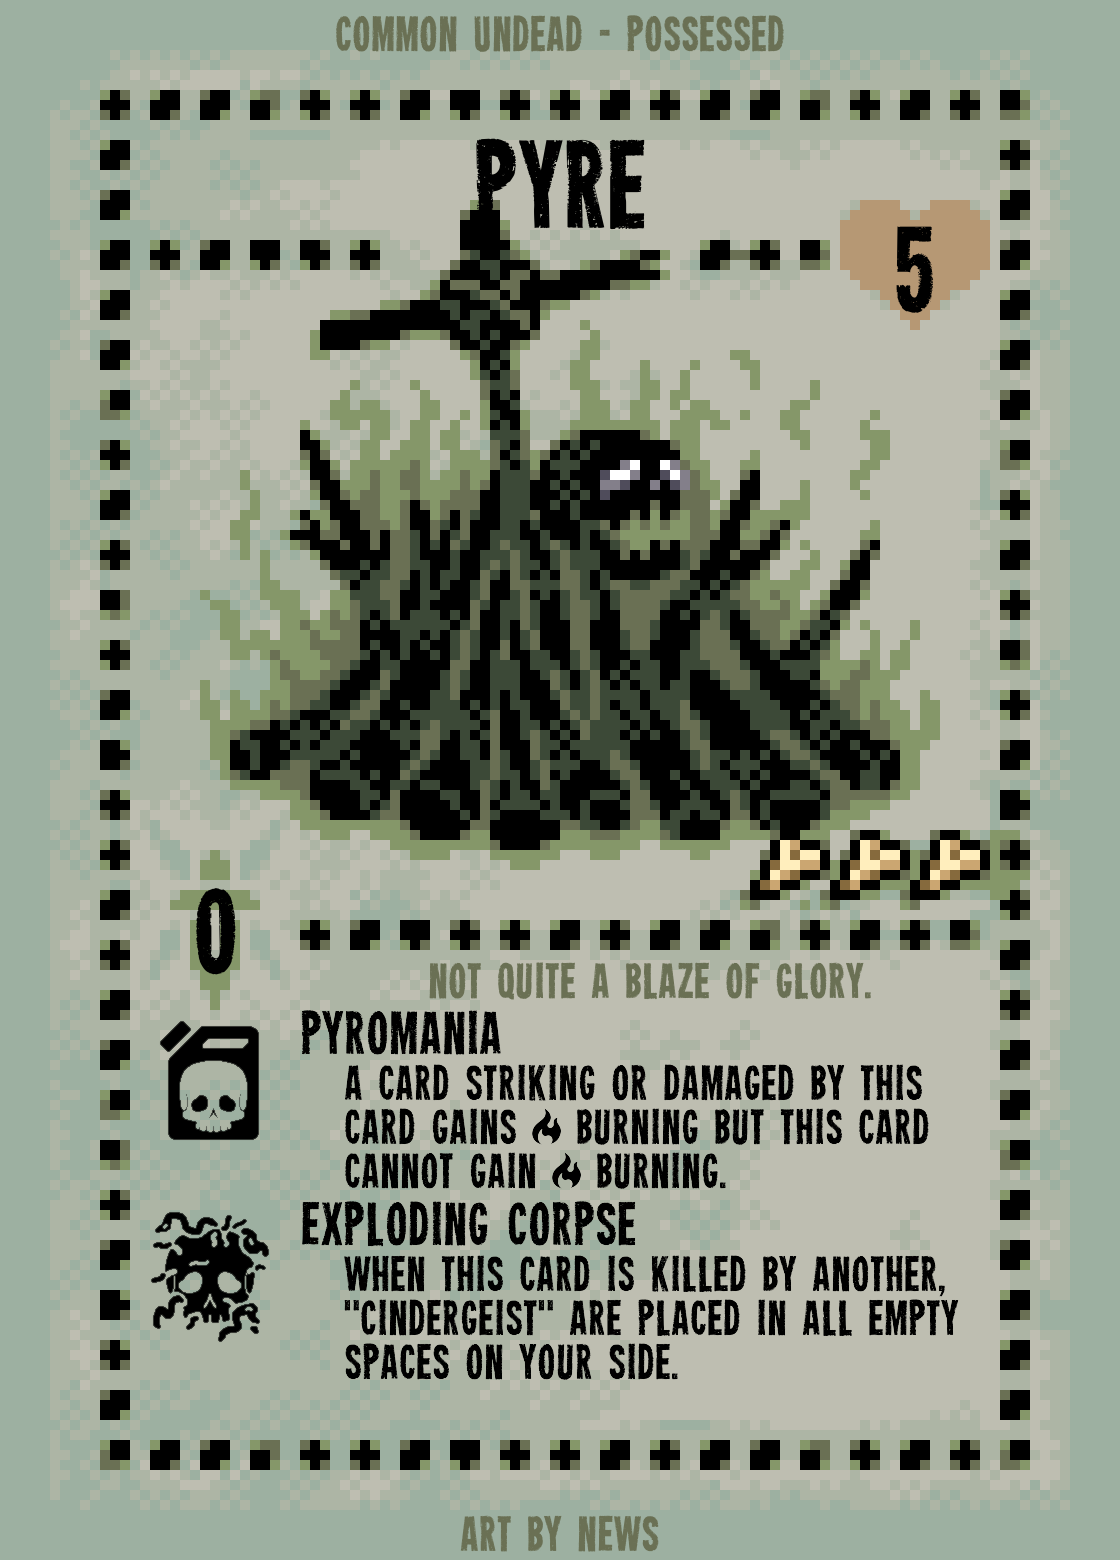 COMMON UNDEAD - POSSESSED
PYRE
5
0
NOT QUITE A BLAZE OF GLORY.
PYROMANIA
A CARD STRIKING OR DAMAGED BY THIS
CARD GAINS BURNING BUT THIS CARD
CANNOT GAIN BURNING.
EXPLODING CORPSE
WHEN THIS CARD IS KILLED BY ANOTHER,
"CINDERGEIST" ARE PLACED IN ALL EMPTY
SPACES ON YOUR SIDE.
ART BY NEWS